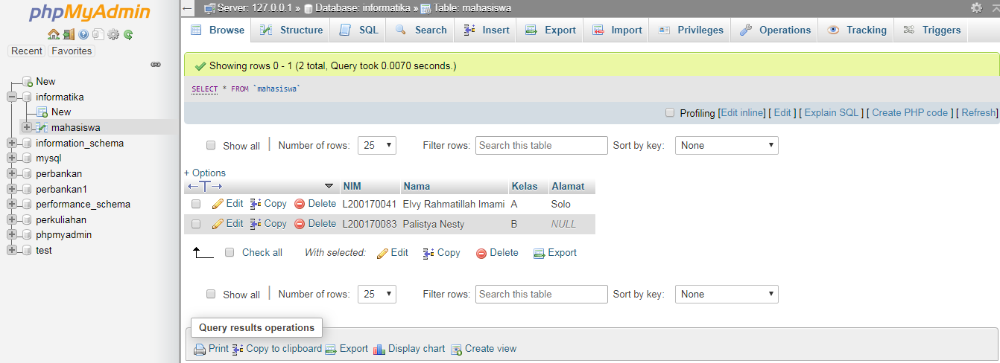 phpMyAdmin
Recent Favorites
New
informatika
New
mahasiswa
information_schema
mysql
perbankan
perbankan1
performance_schema
perkuliahan
phpmyadmin
test
Server: 127.0.0.1 » Database: informatika » Table: mahasiswa
Browse Structure SQL Search Insert Export Import Privileges Operations Tracking Triggers
Showing rows 0 - 1 (2 total, Query took 0.0070 seconds.)
SELECT * FROM `mahasiswa`
Profiling [Edit inline] [ Edit ] [ Explain SQL ] [ Create PHP code ] [ Refresh]
Show all | Number of rows: 25 Filter rows: Search this table Sort by key: None
+ Options
←T→ NIM Nama Kelas Alamat
Edit Copy Delete L200170041 Elvy Rahmatillah Imami A Solo
Edit Copy Delete L200170083 Palistya Nesty B NULL
Check all With selected: Edit Copy Delete Export
Show all | Number of rows: 25 Filter rows: Search this table Sort by key: None
Query results operations
Print Copy to clipboard Export Display chart Create view